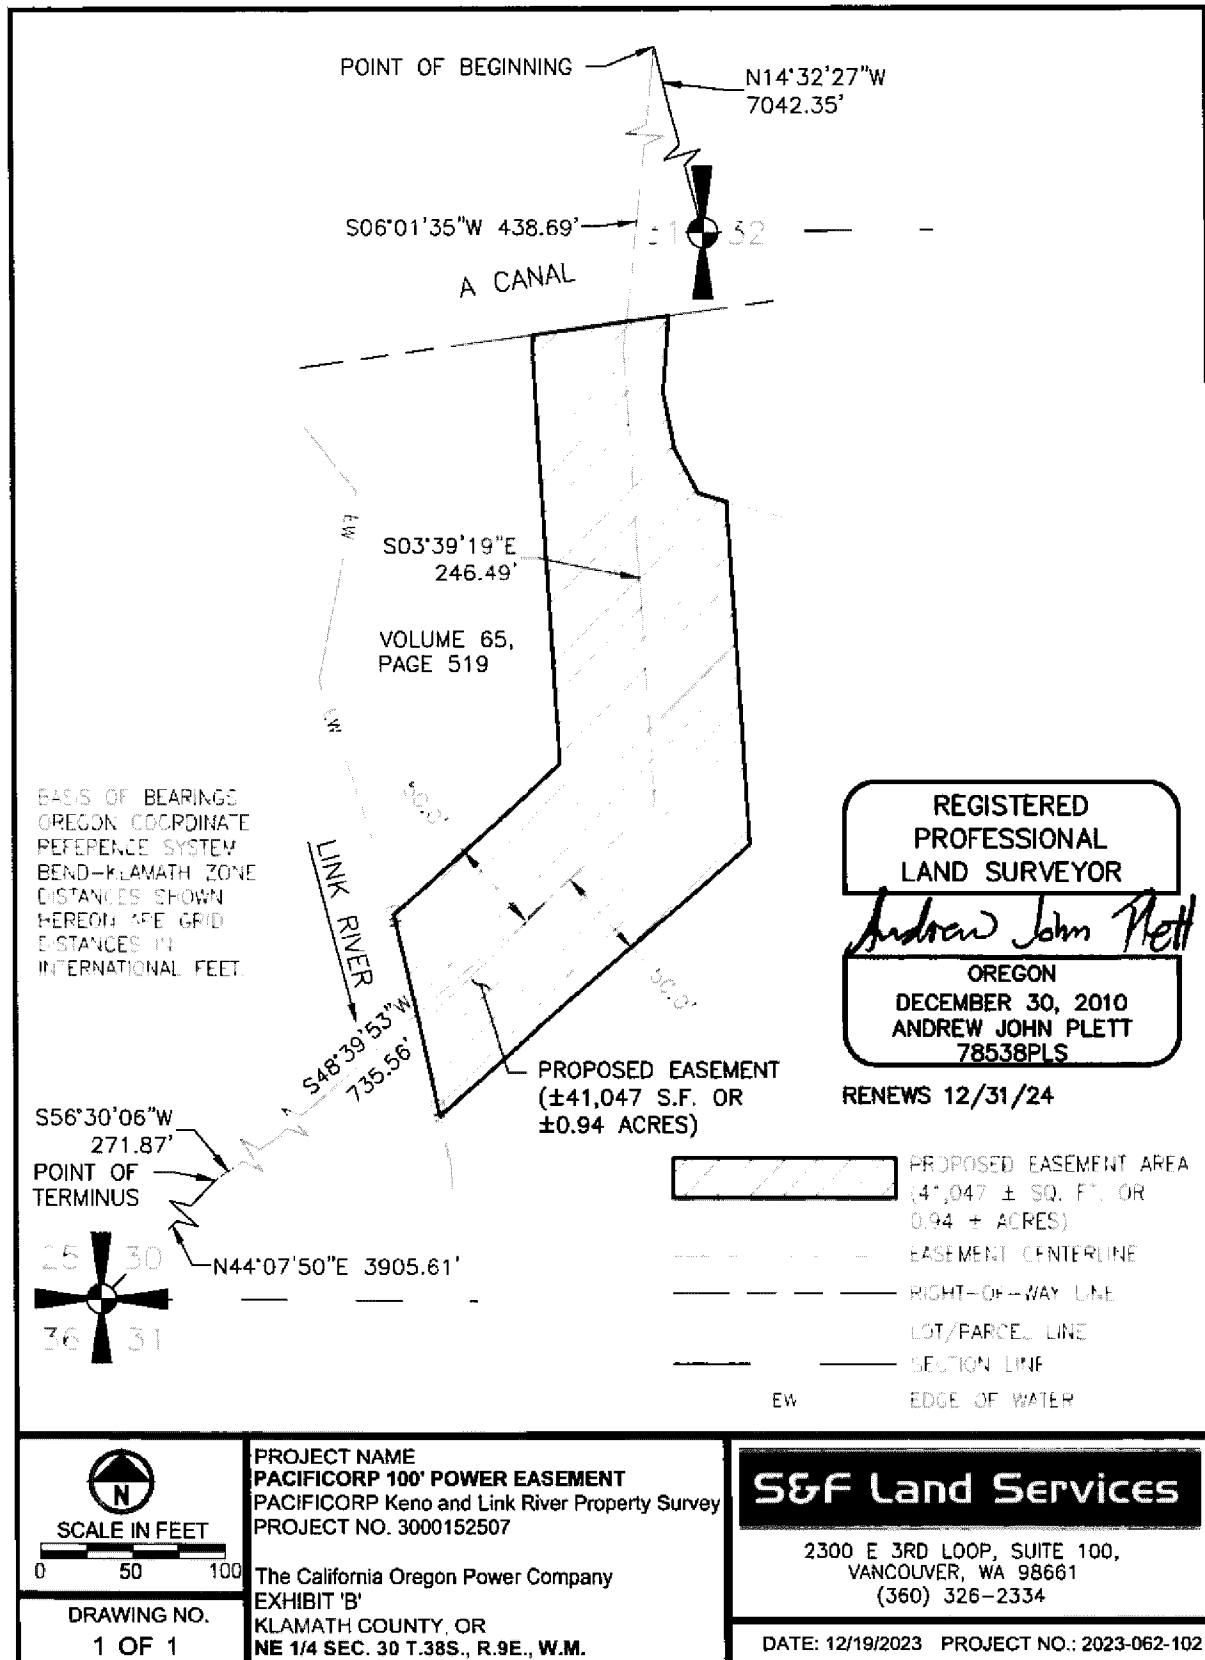 POINT OF BEGINNING
N14°32'27"W
7042.35'
S06°01'35"W 438.69'
32
A CANAL
EW
S03°39'19"E
246.49'
VOLUME 65,
PAGE 519
EW
50.0'
BASIS OF BEARINGS
OREGON COORDINATE
REFERENCE SYSTEM
BEND-KLAMATH ZONE
DISTANCES SHOWN
HEREON ARE GRID
DISTANCES IN
INTERNATIONAL FEET.
LINK RIVER
REGISTERED
PROFESSIONAL
LAND SURVEYOR
Andrew John Plett
OREGON
DECEMBER 30, 2010
ANDREW JOHN PLETT
78538PLS
RENEWS 12/31/24
50.0'
S48°39'53"W
735.56'
PROPOSED EASEMENT
(±41,047 S.F. OR
±0.94 ACRES)
S56°30'06"W
271.87'
POINT OF
TERMINUS
25 30
36 31
N44°07'50"E 3905.61'
PROPOSED EASEMENT AREA
(41,047 ± SQ. FT. OR
0.94 ± ACRES)
EASEMENT CENTERLINE
RIGHT-OF-WAY LINE
LOT/PARCEL LINE
SECTION LINE
EW EDGE OF WATER
N
SCALE IN FEET
0 50 100
DRAWING NO.
1 OF 1
PROJECT NAME
PACIFICORP 100' POWER EASEMENT
PACIFICORP Keno and Link River Property Survey
PROJECT NO. 3000152507
The California Oregon Power Company
EXHIBIT 'B'
KLAMATH COUNTY, OR
NE 1/4 SEC. 30 T.38S., R.9E., W.M.
S&F Land Services
2300 E 3RD LOOP, SUITE 100,
VANCOUVER, WA 98661
(360) 326-2334
DATE: 12/19/2023 PROJECT NO.: 2023-062-102